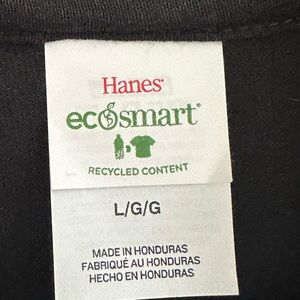 Hanes
ecosmart
RECYCLED CONTENT
L/G/G
MADE IN HONDURAS
FABRIQUÉ AU HONDURAS
HECHO EN HONDURAS